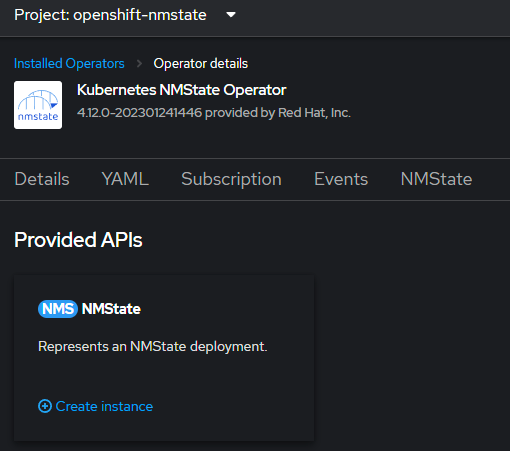 Project: openshift-nmstate
Installed Operators > Operator details
nmstate
Kubernetes NMState Operator
4.12.0-202301241446 provided by Red Hat, Inc.
Details YAML Subscription Events NMState
Provided APIs
NMS NMState
Represents an NMState deployment.
Create instance